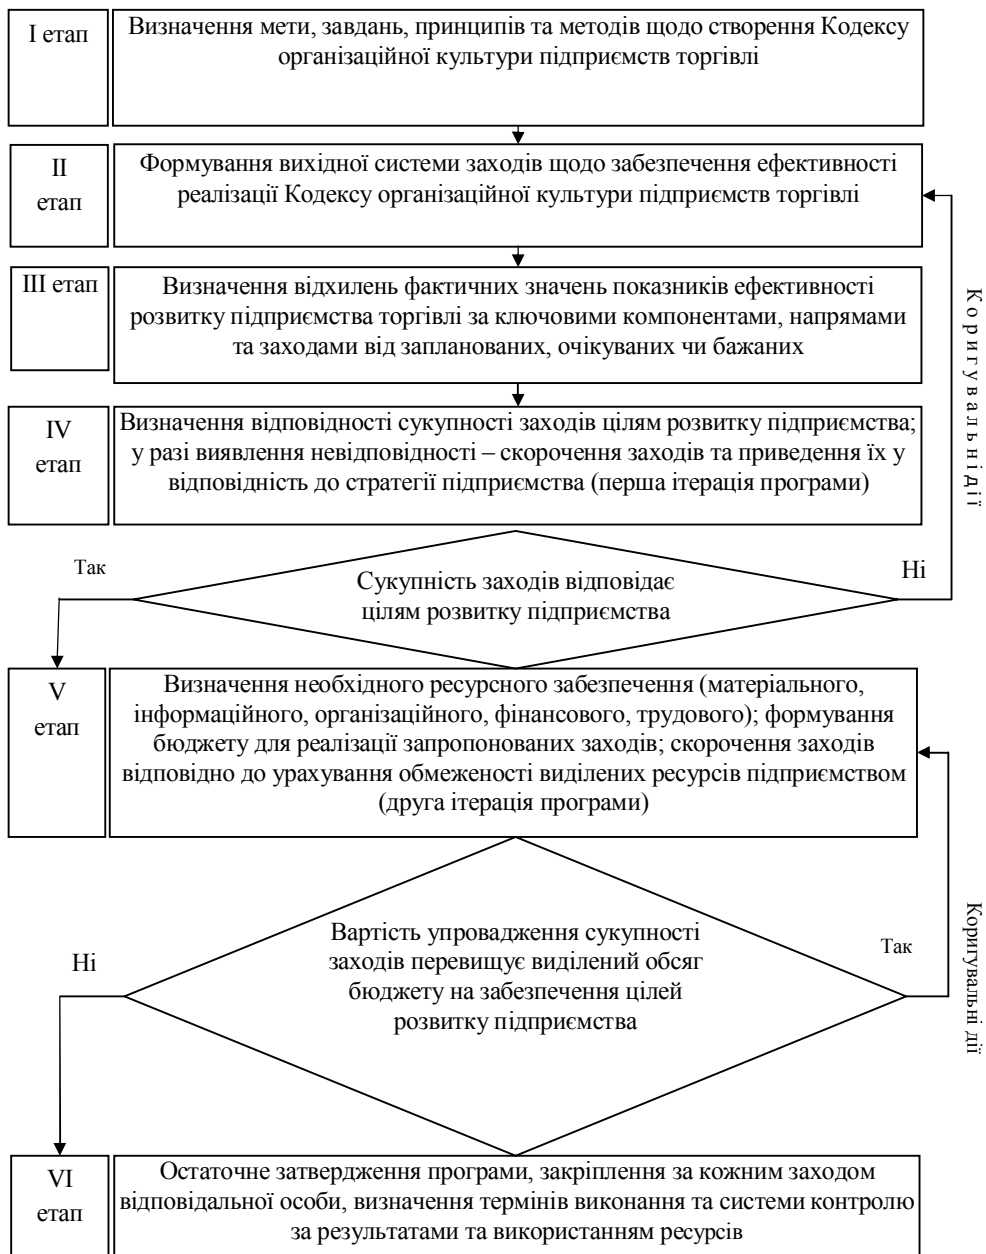 І етап
Визначення мети, завдань, принципів та методів щодо створення Кодексу
організаційної культури підприємств торгівлі
ІІ
етап
Формування вихідної системи заходів щодо забезпечення ефективності
реалізації Кодексу організаційної культури підприємств торгівлі
ІІІ етап
Визначення відхилень фактичних значень показників ефективності
розвитку підприємства торгівлі за ключовими компонентами, напрямами
та заходами від запланованих, очікуваних чи бажаних
Коригувальнідії
IV
етап
Визначення відповідності сукупності заходів цілям розвитку підприємства;
у разі виявлення невідповідності – скорочення заходів та приведення їх у
відповідність до стратегії підприємства (перша ітерація програми)
Так
Сукупність заходів відповідає
цілям розвитку підприємства
Ні
V
етап
Визначення необхідного ресурсного забезпечення (матеріального,
інформаційного, організаційного, фінансового, трудового); формування
бюджету для реалізації запропонованих заходів; скорочення заходів
відповідно до урахування обмеженості виділених ресурсів підприємством
(друга ітерація програми)
Ні
Вартість упровадження сукупності
заходів перевищує виділений обсяг
бюджету на забезпечення цілей
розвитку підприємства
Так
Коригувальні дії
VI
етап
Остаточне затвердження програми, закріплення за кожним заходом
відповідальної особи, визначення термінів виконання та системи контролю
за результатами та використанням ресурсів